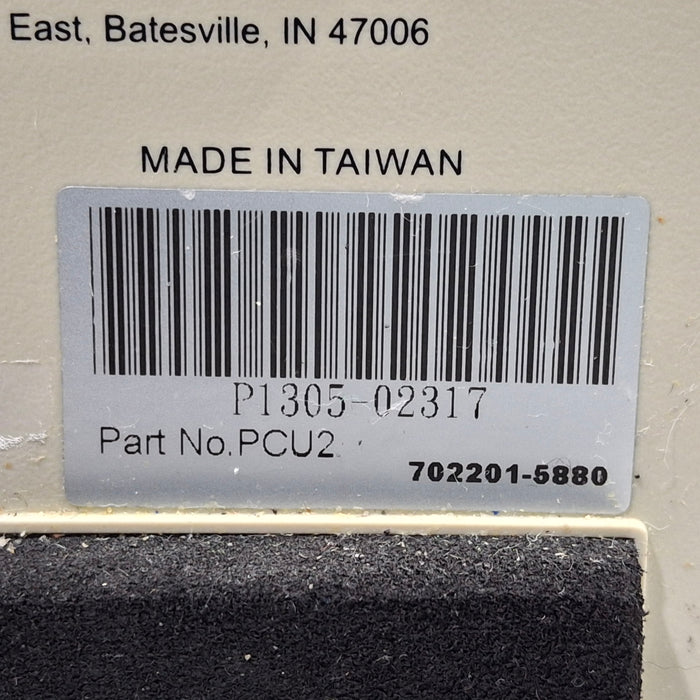 East, Batesville, IN 47006
MADE IN TAIWAN
P1305-02317
Part No.PCU2
702201-5880